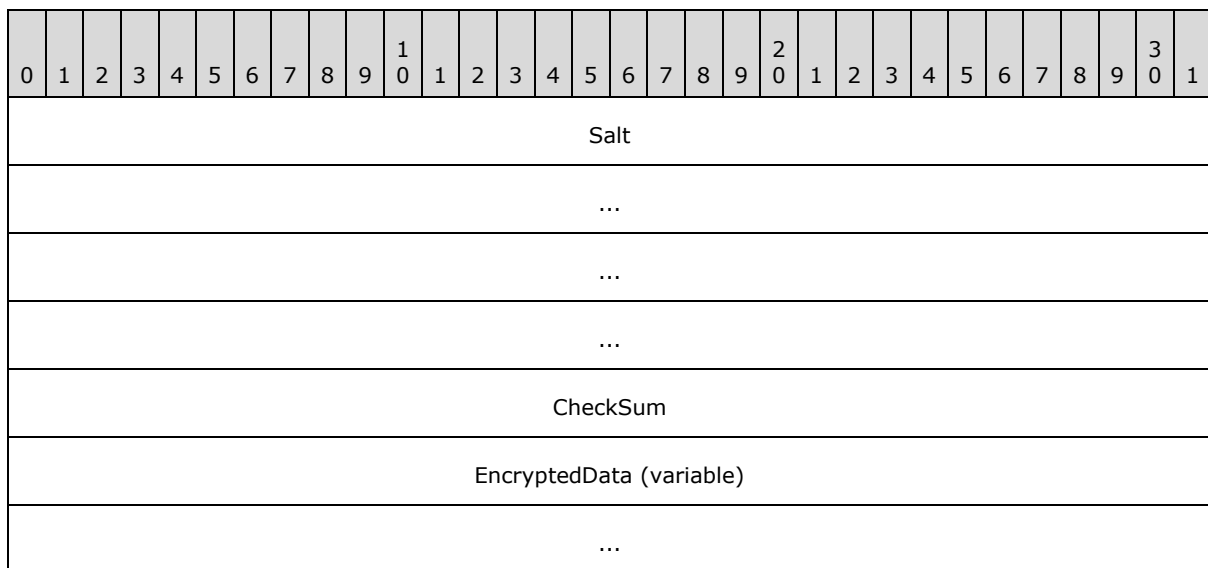 1 2 3
0 1 2 3 4 5 6 7 8 9 0 1 2 3 4 5 6 7 8 9 0 1 2 3 4 5 6 7 8 9 0 1
Salt
...
...
...
CheckSum
EncryptedData (variable)
...